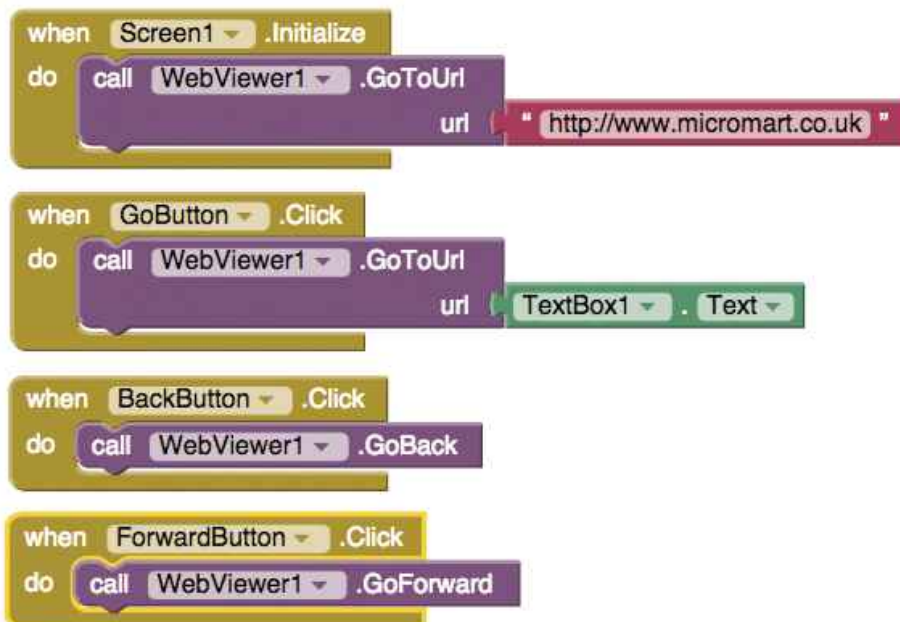 when Screen1 .Initialize
do call WebViewer1 .GoToUrl
url " http://www.micromart.co.uk "
when GoButton .Click
do call WebViewer1 .GoToUrl
url TextBox1 . Text
when BackButton .Click
do call WebViewer1 .GoBack
when ForwardButton .Click
do call WebViewer1 .GoForward